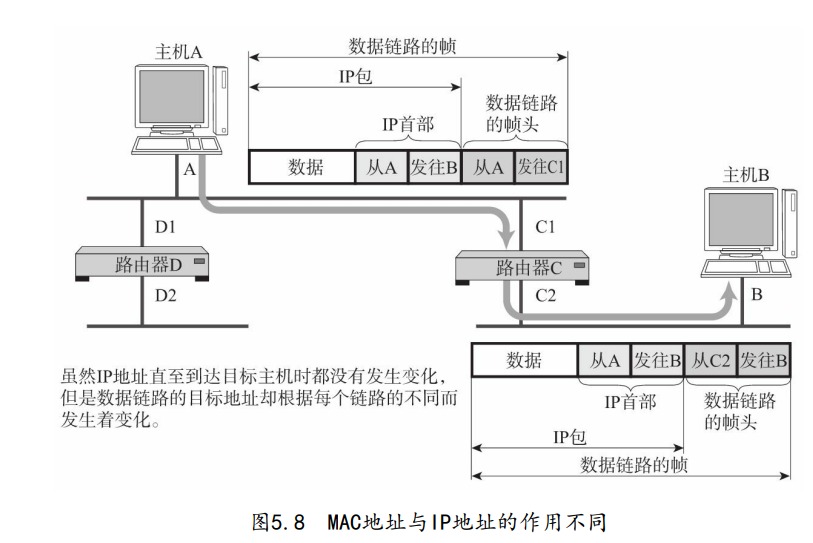 主机A
数据链路的帧
IP包
数据链路
的帧头
IP首部
数据 从A 发往B 从A 发往C1
A
主机B
D1
C1
路由器D
路由器C
D2
C2
B
数据 从A 发往B 从C2 发往B
IP首部
数据链路
的帧头
IP包
数据链路的帧
虽然IP地址直至到达目标主机时都没有发生变化，
但是数据链路的目标地址却根据每个链路的不同而
发生着变化。
图5.8 MAC地址与IP地址的作用不同